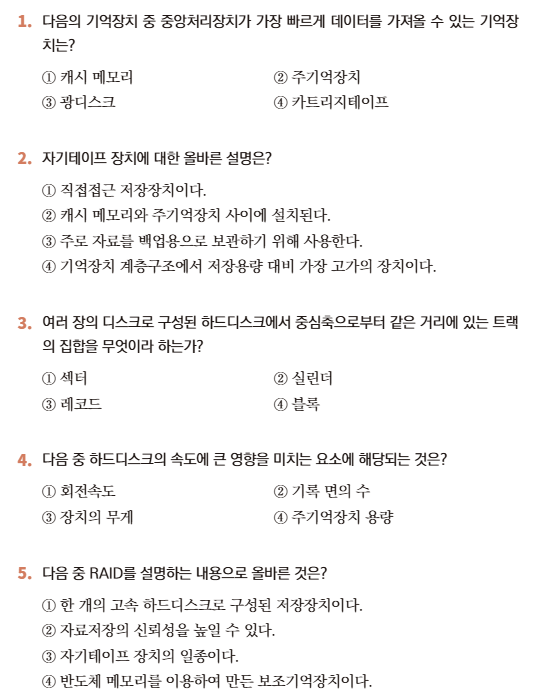 1. 다음의 기억장치 중 중앙처리장치가 가장 빠르게 데이터를 가져올 수 있는 기억장
치는?
① 캐시 메모리 ② 주기억장치
③ 광디스크 ④ 카트리지테이프
2. 자기테이프 장치에 대한 올바른 설명은?
① 직접접근 저장장치이다.
② 캐시 메모리와 주기억장치 사이에 설치된다.
③ 주로 자료를 백업용으로 보관하기 위해 사용한다.
④ 기억장치 계층구조에서 저장용량 대비 가장 고가의 장치이다.
3. 여러 장의 디스크로 구성된 하드디스크에서 중심축으로부터 같은 거리에 있는 트랙
의 집합을 무엇이라 하는가?
① 섹터 ② 실린더
③ 레코드 ④ 블록
4. 다음 중 하드디스크의 속도에 큰 영향을 미치는 요소에 해당되는 것은?
① 회전속도 ② 기록 면의 수
③ 장치의 무게 ④ 주기억장치 용량
5. 다음 중 RAID를 설명하는 내용으로 올바른 것은?
① 한 개의 고속 하드디스크로 구성된 저장장치이다.
② 자료저장의 신뢰성을 높일 수 있다.
③ 자기테이프 장치의 일종이다.
④ 반도체 메모리를 이용하여 만든 보조기억장치이다.